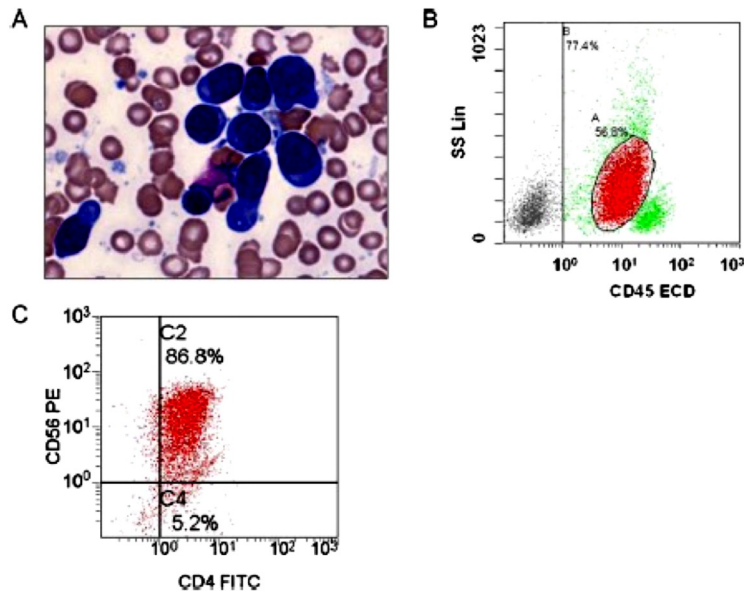 A
B
1023
B
77.4%
SS Lin
A
56.8%
0
10⁰ 10¹ 10² 10³
CD45 ECD
C
10³
C2
86.8%
10²
CD56 PE
10¹
10⁰
C4
5.2%
10⁰ 10¹ 10² 10³
CD4 FITC